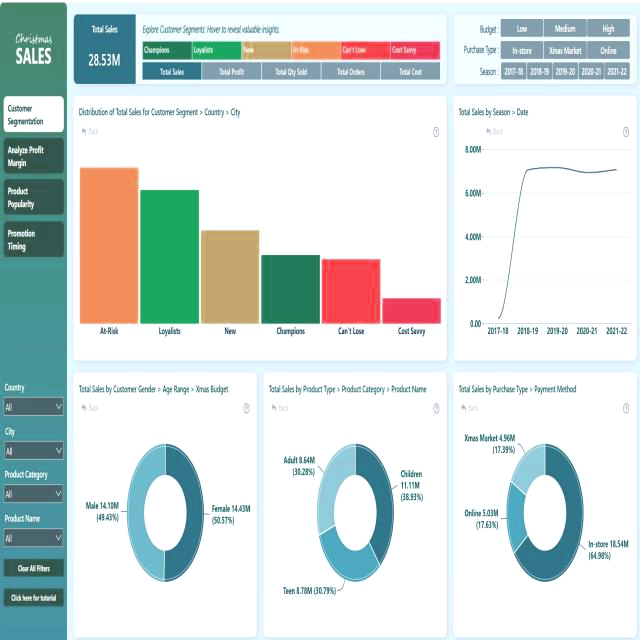 Christmas
SALES
Customer
Segmentation
Analyze Profit
Margin
Product
Popularity
Promotion
Timing
Country
All
City
All
Product Category
All
Product Name
All
Clear All Filters
Click here for tutorial
Total Sales
28.53M
Explore Customer Segments: Hover to reveal valuable insights.
Champions Loyalists New At-Risk Can't Lose Cost Savvy
Total Sales Total Profit Total Qty Sold Total Orders Total Cost
Budget : Low Medium High
Purchase Type : In-store Xmas Market Online
Season : 2017-18 2018-19 2019-20 2020-21 2021-22
Distribution of Total Sales for Customer Segment > Country > City
Back ?
At-Risk Loyalists New Champions Can't Lose Cost Savvy
Total Sales by Season > Date
Back ?
8.00M
6.00M
4.00M
2.00M
0.00
2017-18 2018-19 2019-20 2020-21 2021-22
Total Sales by Customer Gender > Age Range > Xmas Budget
Back ?
Male 14.10M
(49.43%)
Female 14.43M
(50.57%)
Total Sales by Product Type > Product Category > Product Name
Back ?
Adult 8.64M
(30.28%)
Children
11.11M
(38.93%)
Teen 8.78M (30.79%)
Total Sales by Purchase Type > Payment Method
Back ?
Xmas Market 4.96M
(17.39%)
Online 5.03M
(17.63%)
In-store 18.54M
(64.98%)